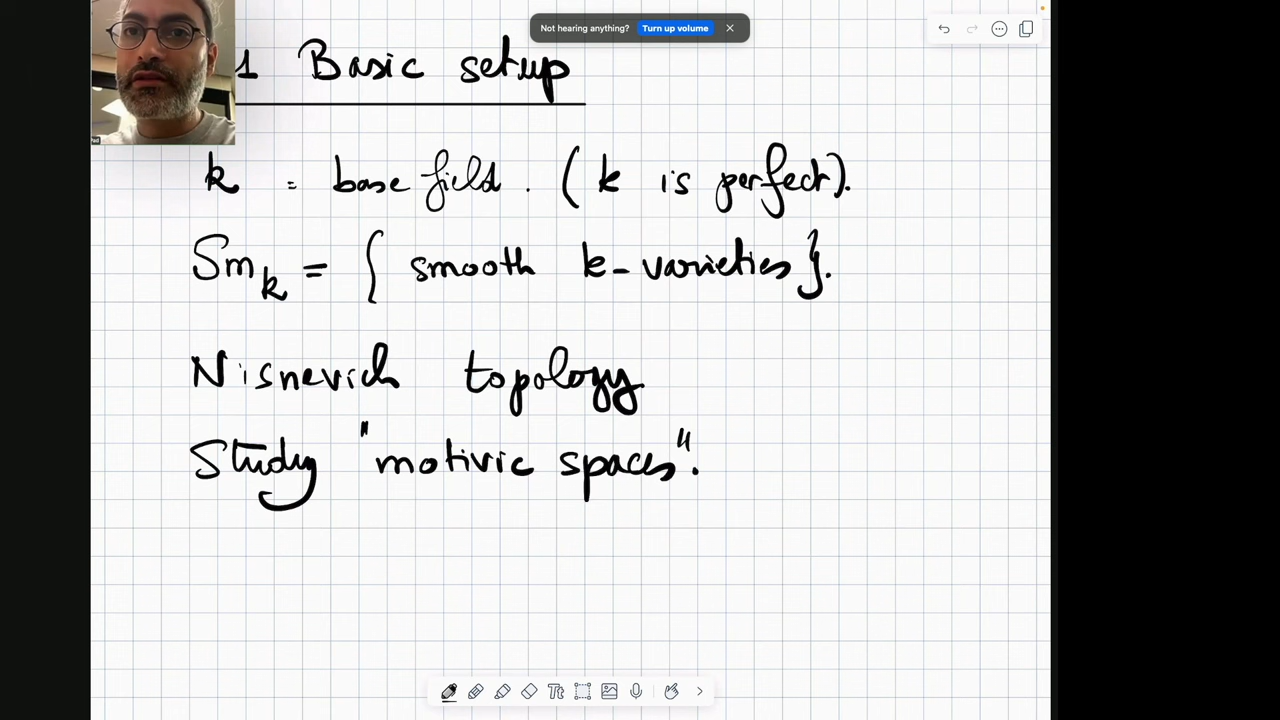 Not hearing anything? Turn up volume
1 Basic setup
k = base field. (k is perfect).
Sm_k = { smooth k-varieties }.
Nisnevich topology
Study "motivic spaces".
Tt